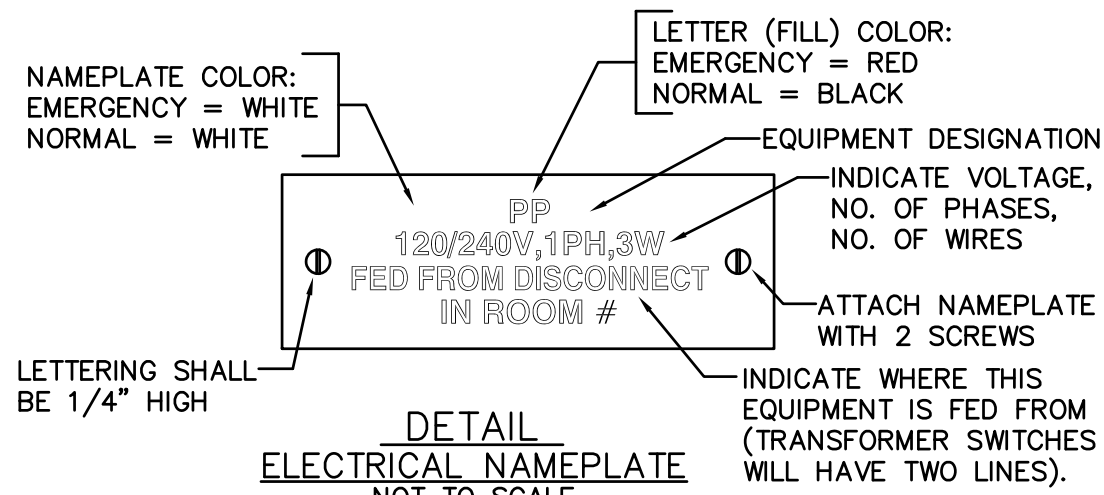 LETTER (FILL) COLOR:
EMERGENCY = RED
NORMAL = BLACK
NAMEPLATE COLOR:
EMERGENCY = WHITE
NORMAL = WHITE
EQUIPMENT DESIGNATION
INDICATE VOLTAGE,
NO. OF PHASES,
NO. OF WIRES
PP
120/240V,1PH,3W
FED FROM DISCONNECT
IN ROOM #
ATTACH NAMEPLATE
WITH 2 SCREWS
LETTERING SHALL
BE 1/4" HIGH
INDICATE WHERE THIS
EQUIPMENT IS FED FROM
(TRANSFORMER SWITCHES
WILL HAVE TWO LINES).
DETAIL
ELECTRICAL NAMEPLATE
NOT TO SCALE